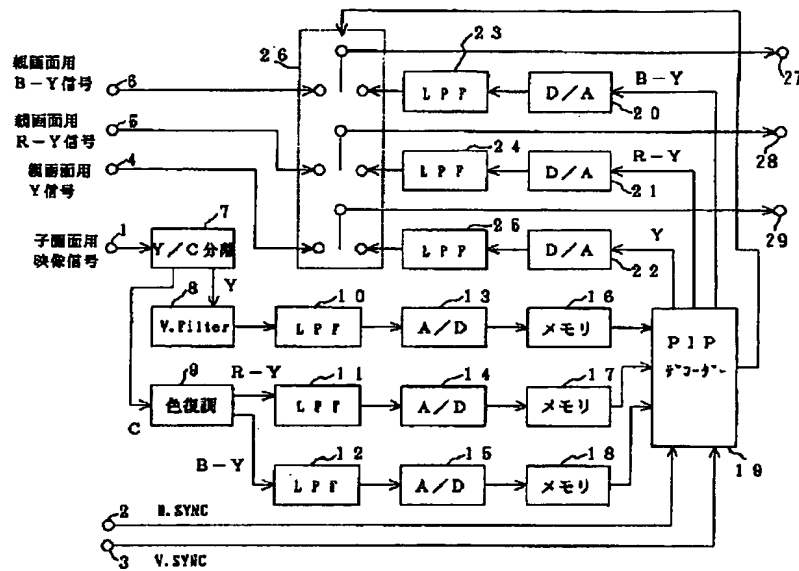 親画面用
B-Y信号
6
親画面用
R-Y信号
5
親画面用
Y信号
4
子画面用
映像信号
1
7
Y/C分離
Y
8
V.Filter
9
色復調
C
R-Y
B-Y
26
23
LPF
D/A
20
B-Y
24
LPF
D/A
21
R-Y
25
LPF
D/A
22
Y
27
28
29
10
LPF
13
A/D
16
メモリ
11
LPF
14
A/D
17
メモリ
12
LPF
15
A/D
18
メモリ
PIP
デコーダー
19
2
H.SYNC
3
V.SYNC